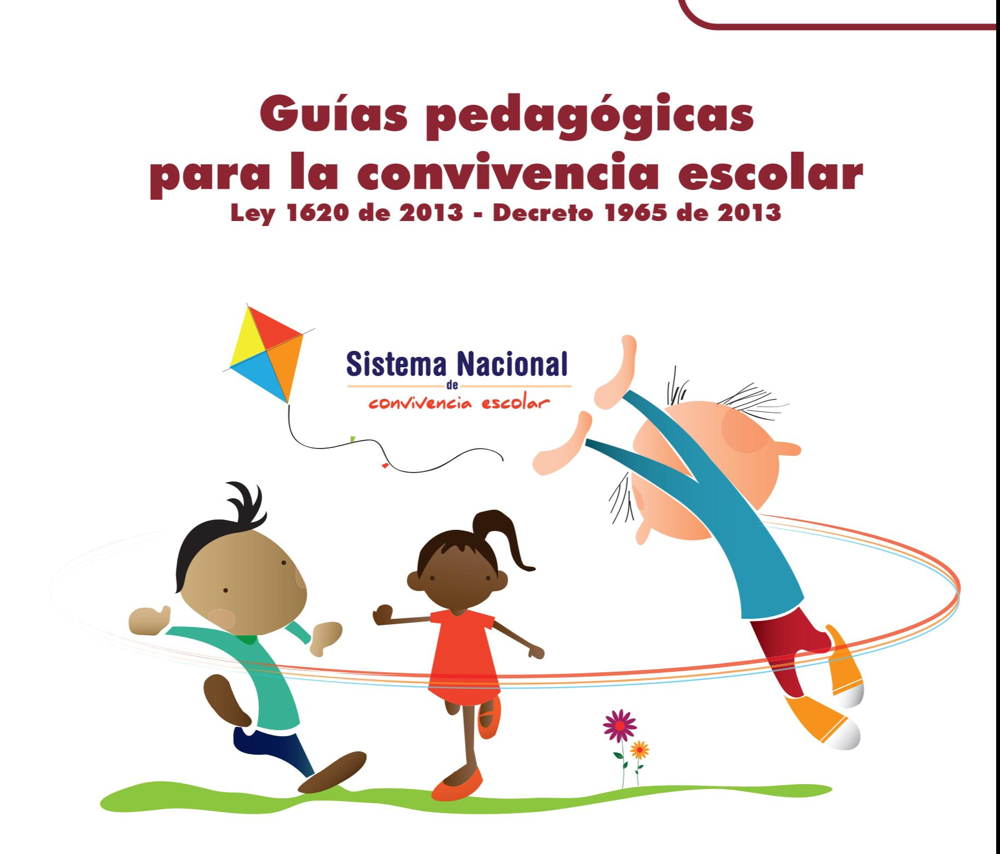 Guías pedagógicas
para la convivencia escolar
Ley 1620 de 2013 - Decreto 1965 de 2013
Sistema Nacional
de
convivencia escolar